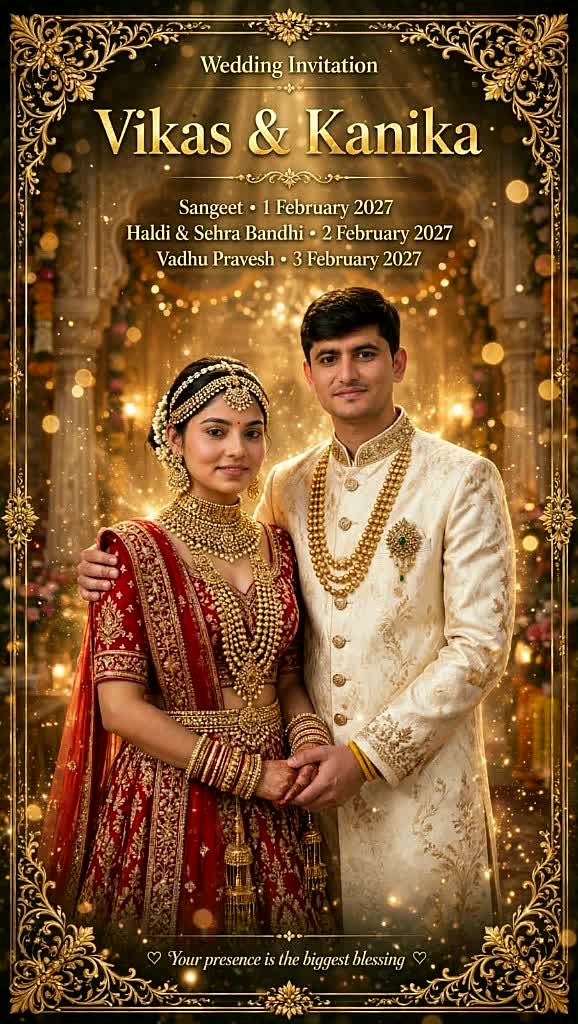 Wedding Invitation
Vikas & Kanika
Sangeet • 1 February 2027
Haldi & Sehra Bandhi • 2 February 2027
Vadhu Pravesh • 3 February 2027
♡ Your presence is the biggest blessing ♡